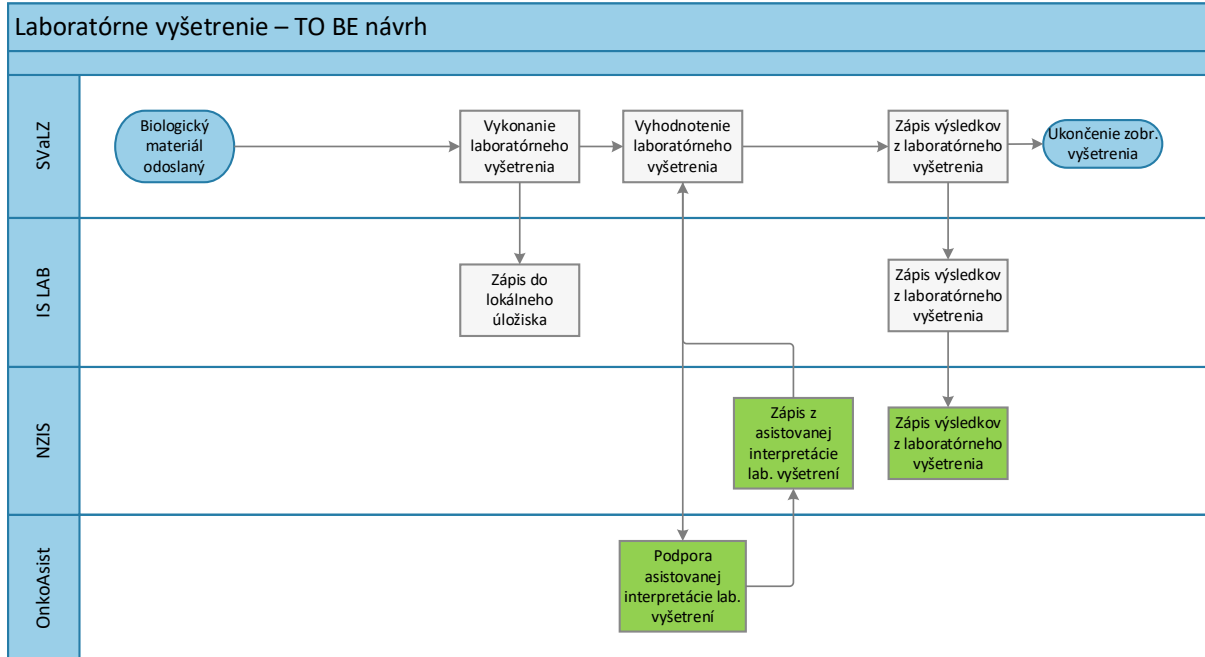 Laboratórne vyšetrenie – TO BE návrh
SVaLZ
Biologický
materiál
odoslaný
Vykonanie
laboratórneho
vyšetrenia
Vyhodnotenie
laboratórneho
vyšetrenia
Zápis výsledkov
z laboratórneho
vyšetrenia
Ukončenie zobr.
vyšetrenia
IS LAB
Zápis do
lokálneho
úložiska
Zápis výsledkov
z laboratórneho
vyšetrenia
NZIS
Zápis z
asistovanej
interpretácie
lab. vyšetrení
Zápis výsledkov
z laboratórneho
vyšetrenia
OnkoAsist
Podpora
asistovanej
interpretácie lab.
vyšetrení